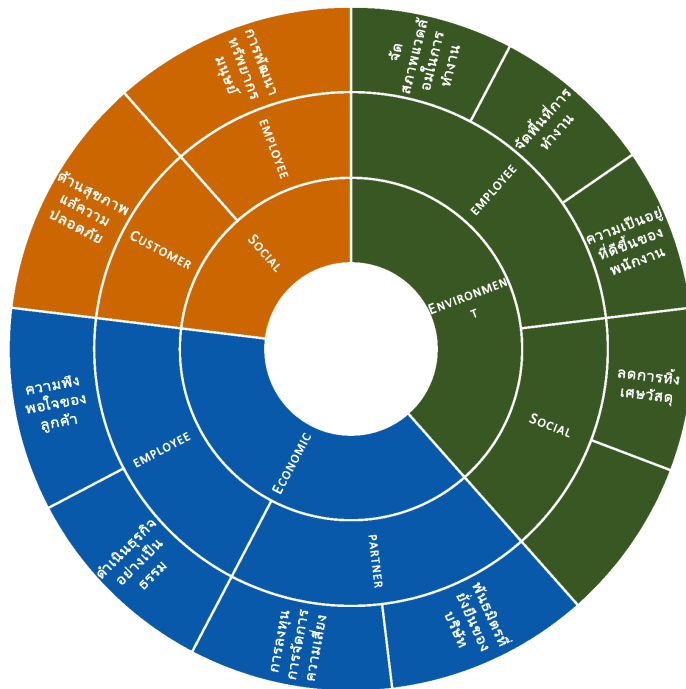 จัด
สภาพแวดล้
อมในการ
ทำงาน
จัดพื้นที่การ
ทำงาน
ความเป็นอยู่
ที่ดีขึ้นของ
พนักงาน
ลดการทิ้ง
เศษวัสดุ
EMPLOYEE
SOCIAL
ENVIRONMEN
T
พันธมิตรที่
ยั่งยืนของ
บริษัท
การลงทุน
การจัดการ
ความเสี่ยง
PARTNER
ดำเนินธุรกิจ
อย่างเป็น
ธรรม
ความพึง
พอใจของ
ลูกค้า
EMPLOYEE
ECONOMIC
ด้านสุขภาพ
แล้ความ
ปลอดภัย
CUSTOMER
การพัฒนา
ทรัพยากร
มนุษย์
EMPLOYEE
SOCIAL